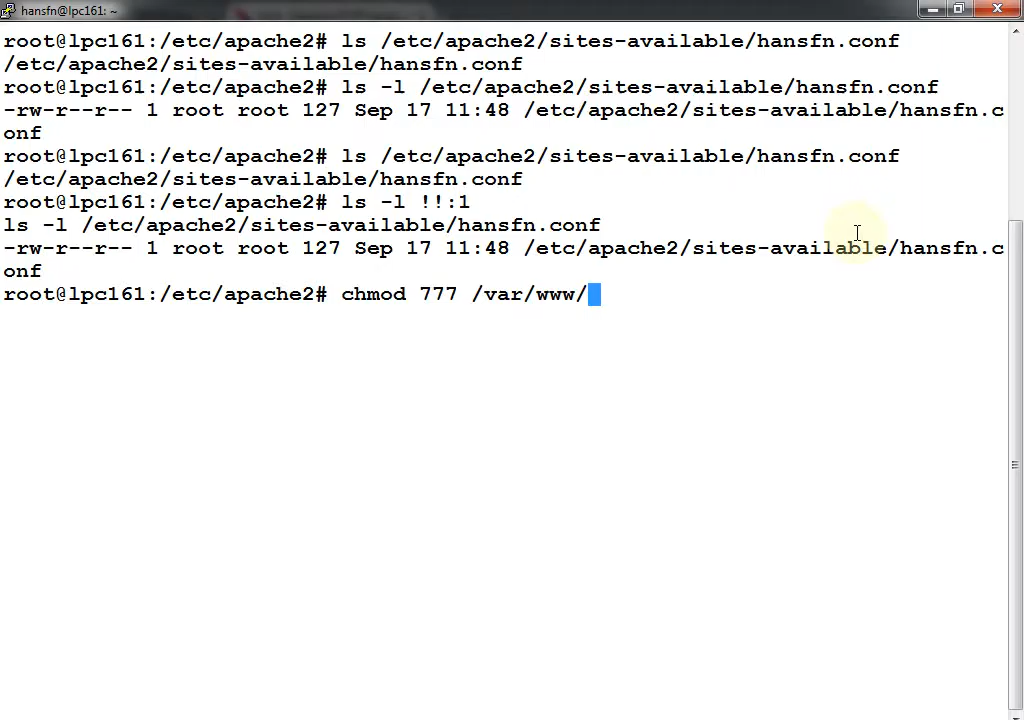 hansfn@lpc161: ~
root@lpc161:/etc/apache2# ls /etc/apache2/sites-available/hansfn.conf
/etc/apache2/sites-available/hansfn.conf
root@lpc161:/etc/apache2# ls -l /etc/apache2/sites-available/hansfn.conf
-rw-r--r-- 1 root root 127 Sep 17 11:48 /etc/apache2/sites-available/hansfn.c
onf
root@lpc161:/etc/apache2# ls /etc/apache2/sites-available/hansfn.conf
/etc/apache2/sites-available/hansfn.conf
root@lpc161:/etc/apache2# ls -l !!:1
ls -l /etc/apache2/sites-available/hansfn.conf
-rw-r--r-- 1 root root 127 Sep 17 11:48 /etc/apache2/sites-available/hansfn.c
onf
root@lpc161:/etc/apache2# chmod 777 /var/www/